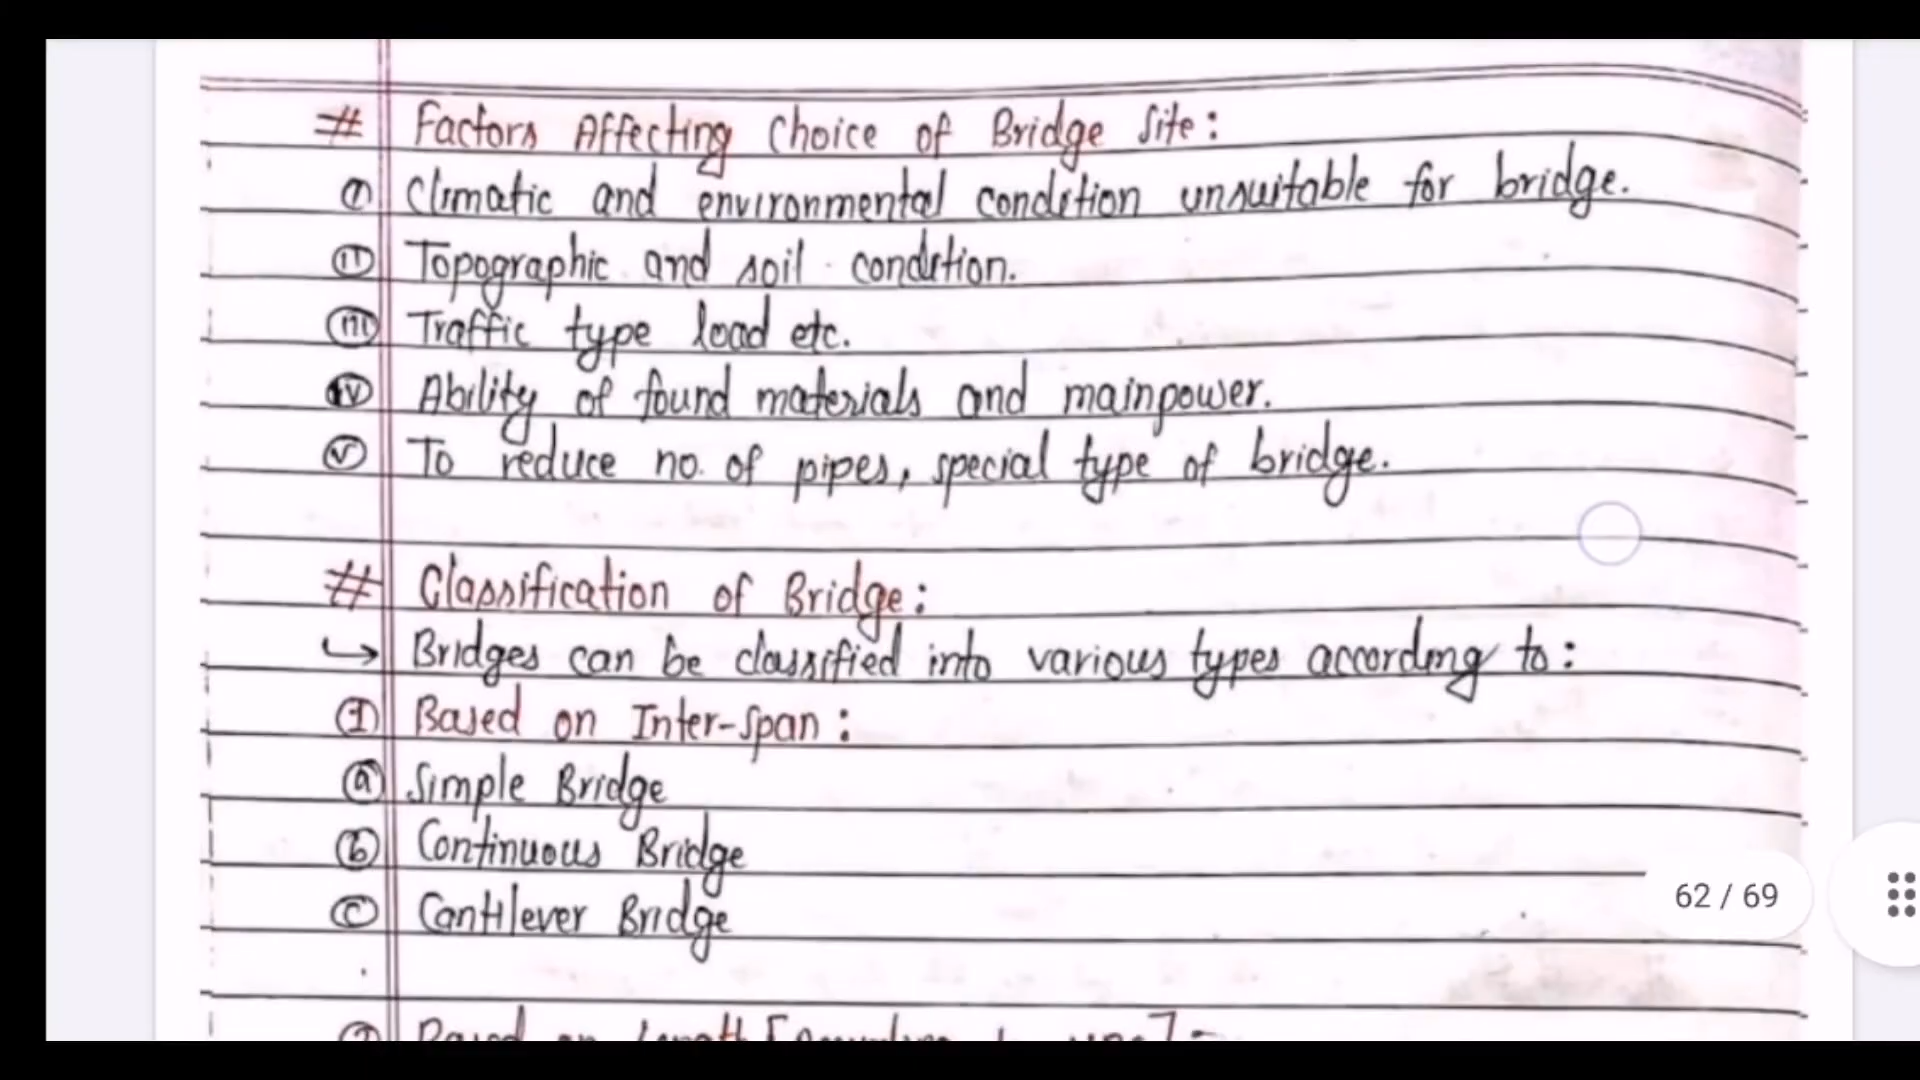 # Factors Affecting Choice of Bridge Site:
(i) Climatic and environmental condition unsuitable for bridge.
(ii) Topographic and soil condition.
(iii) Traffic type load etc.
(iv) Ability of found materials and mainpower.
(v) To reduce no. of pipes, special type of bridge.
# Classification of Bridge:
↳ Bridges can be classified into various types according to:
(1) Based on Inter-span:
(a) Simple Bridge
(b) Continuous Bridge
62 / 69
(c) Cantilever Bridge
Based on Length